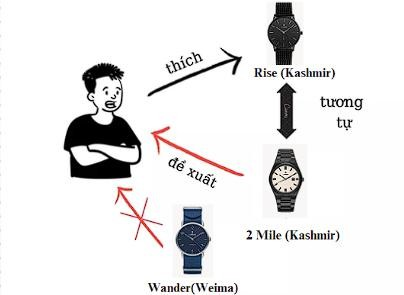 thích
Rise (Kashmir)
tương
tự
đề xuất
2 Mile (Kashmir)
Wander(Weima)